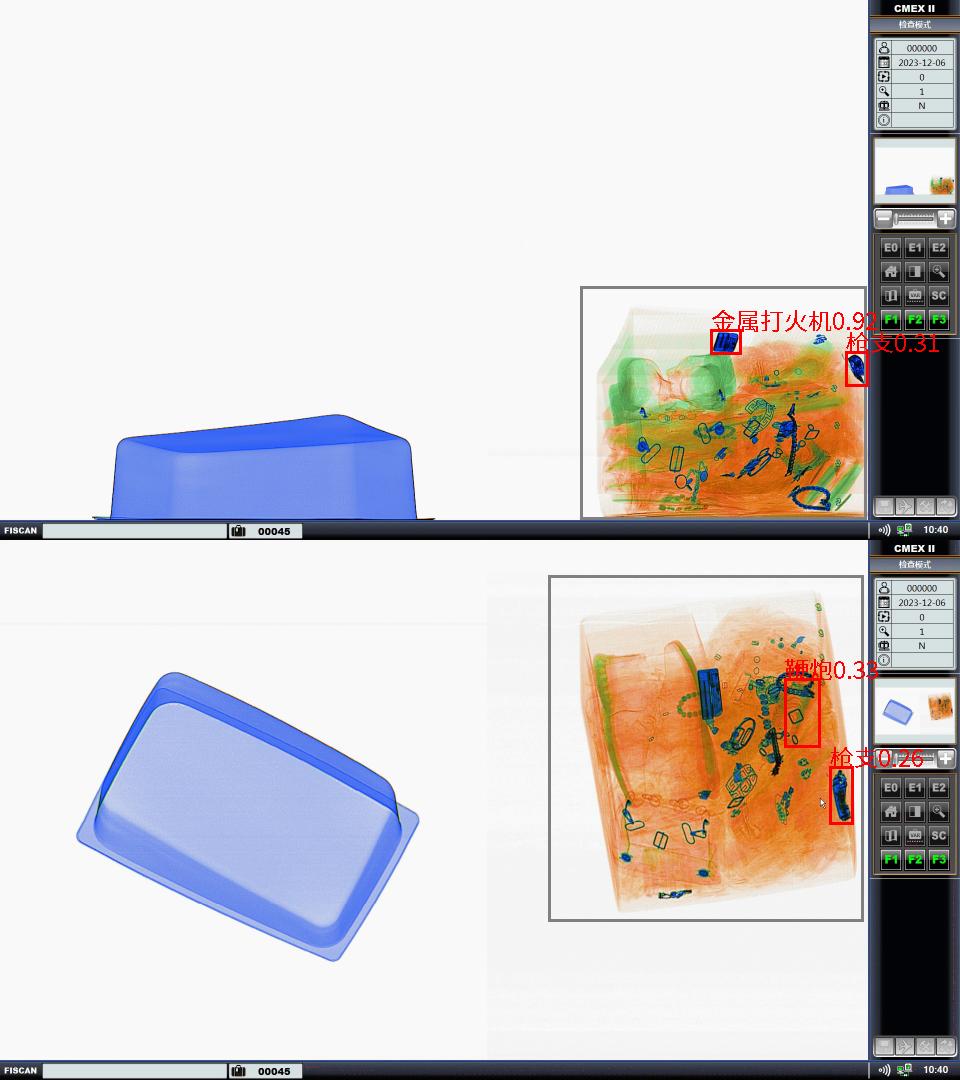 CMEX II
检查模式
000000
2023-12-06
0
1
N
E0 E1 E2
VAR SC
F1 F2 F3
金属打火机0.92
枪支0.31
FISCAN 00045 10:40
CMEX II
检查模式
000000
2023-12-06
0
1
N
鞭炮0.33
枪支0.26
E0 E1 E2
VAR SC
F1 F2 F3
FISCAN 00045 10:40